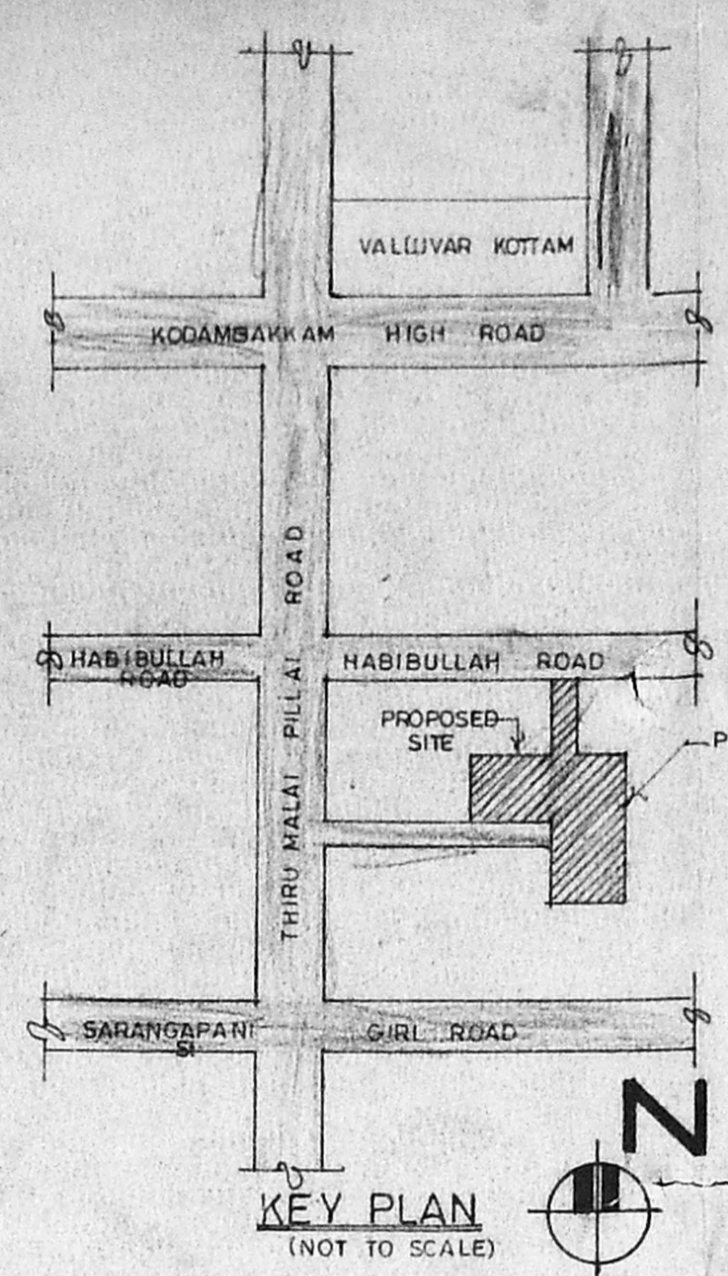 VALLUVAR KOTTAM
KODAMBAKKAM HIGH ROAD
THIRU MALAI PILLAI ROAD
HABIBULLAH
ROAD
HABIBULLAH ROAD
PROPOSED
SITE
P
SARANGAPANI
ST
GIRI ROAD
N
KEY PLAN
(NOT TO SCALE)